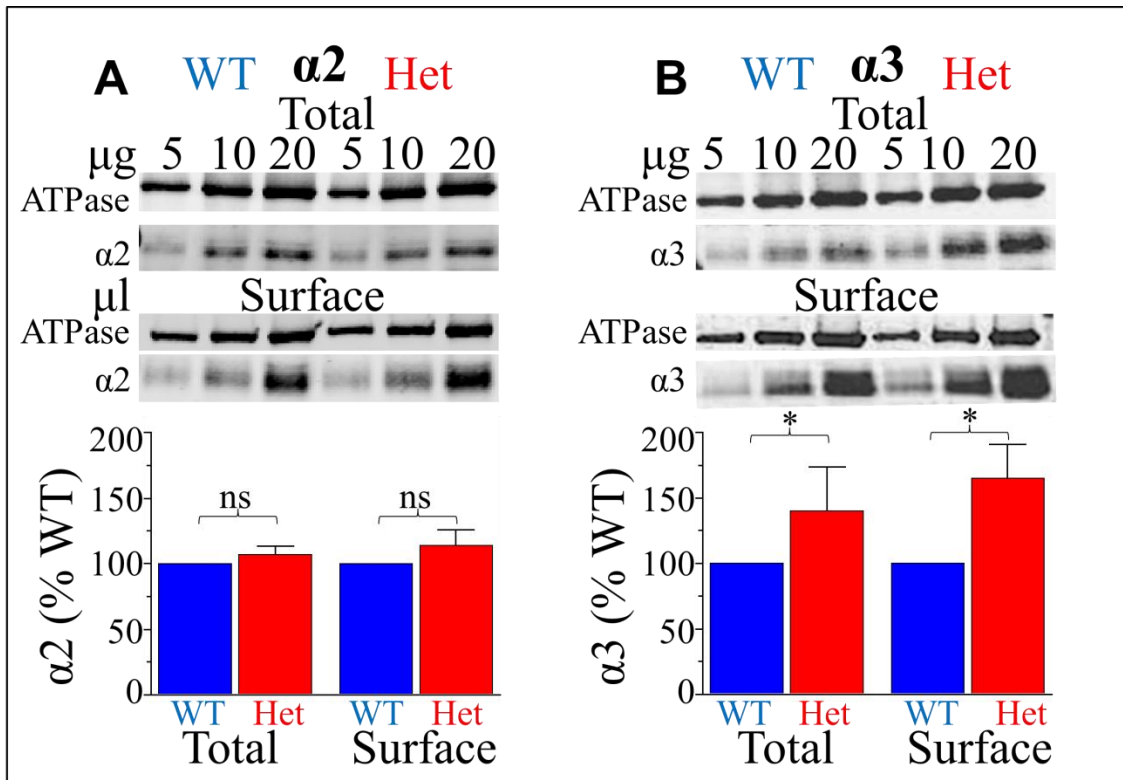 A WT α2 Het
Total
μg 5 10 20 5 10 20
ATPase
α2
μl Surface
ATPase
α2
200
150
100
50
0
α2 (% WT)
ns
ns
WT Het WT Het
Total Surface
B WT α3 Het
Total
μg 5 10 20 5 10 20
ATPase
α3
Surface
ATPase
α3
200
150
100
50
0
α3 (% WT)
*
*
WT Het WT Het
Total Surface